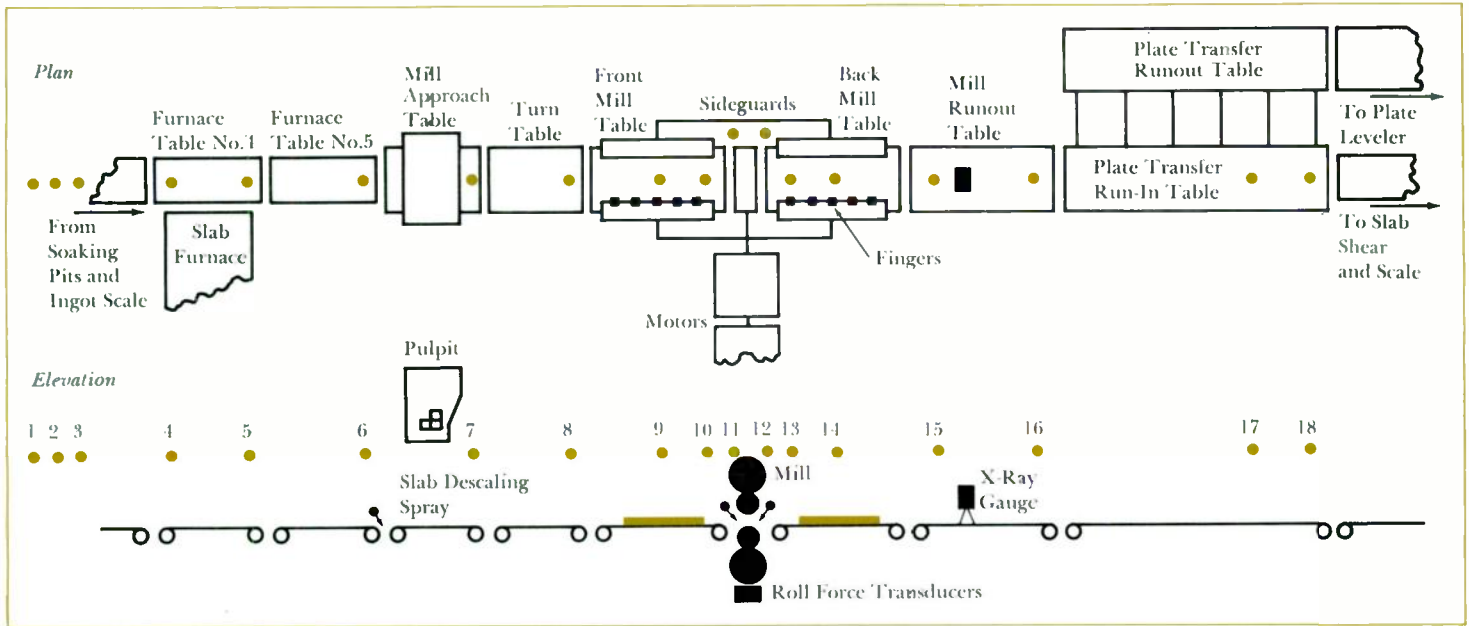 Plan
Mill
Approach
Table
Front
Mill
Table
Sideguards
Back
Mill
Table
Mill
Runout
Table
Plate Transfer
Runout Table
Furnace
Table No.1
Furnace
Table No.5
Turn
Table
To Plate
Leveler
Plate Transfer
Run-In Table
From
Soaking
Pits and
Ingot Scale
Slab
Furnace
Fingers
To Slab
Shear
and Scale
Motors
Pulpit
Elevation
1 2 3 4 5 6 7 8 9 10 11 12 13 14 15 16 17 18
Slab Descaling
Spray
Mill
X-Ray
Gauge
Roll Force Transducers